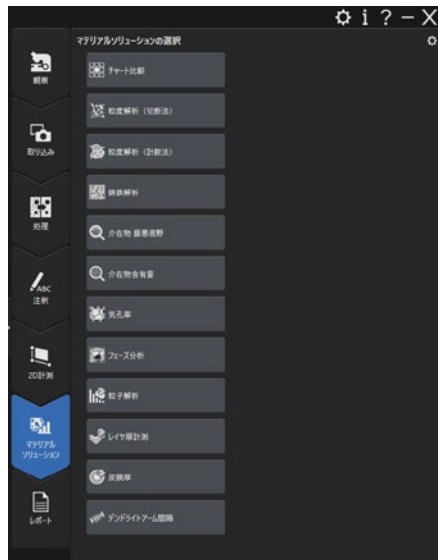 i ? - X
マテリアルソリューションの選択
観察
取り込み
処理
ABC
注釈
2D計測
マテリアル
ソリューション
レポート
チャート比較
粒度解析（切断法）
粒度解析（計数法）
鋳鉄解析
介在物 最悪視野
介在物含有量
気孔率
フェーズ分析
粒子解析
レイヤ厚計測
皮膜厚
デンドライトアーム間隔